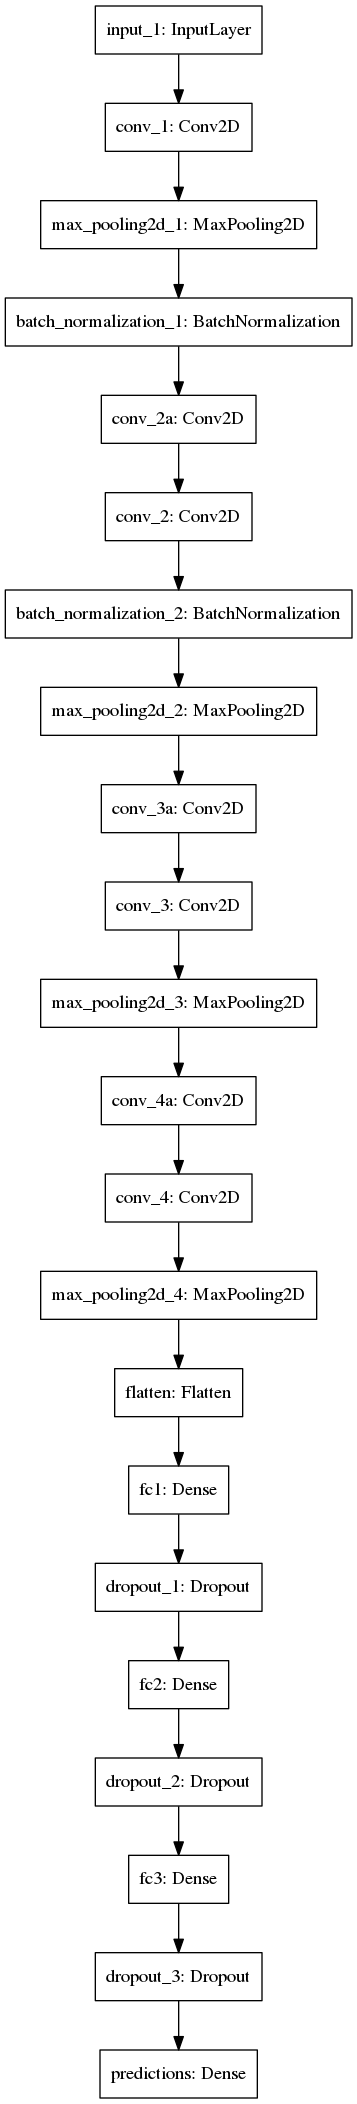 input_1: InputLayer
conv_1: Conv2D
max_pooling2d_1: MaxPooling2D
batch_normalization_1: BatchNormalization
conv_2a: Conv2D
conv_2: Conv2D
batch_normalization_2: BatchNormalization
max_pooling2d_2: MaxPooling2D
conv_3a: Conv2D
conv_3: Conv2D
max_pooling2d_3: MaxPooling2D
conv_4a: Conv2D
conv_4: Conv2D
max_pooling2d_4: MaxPooling2D
flatten: Flatten
fc1: Dense
dropout_1: Dropout
fc2: Dense
dropout_2: Dropout
fc3: Dense
dropout_3: Dropout
predictions: Dense